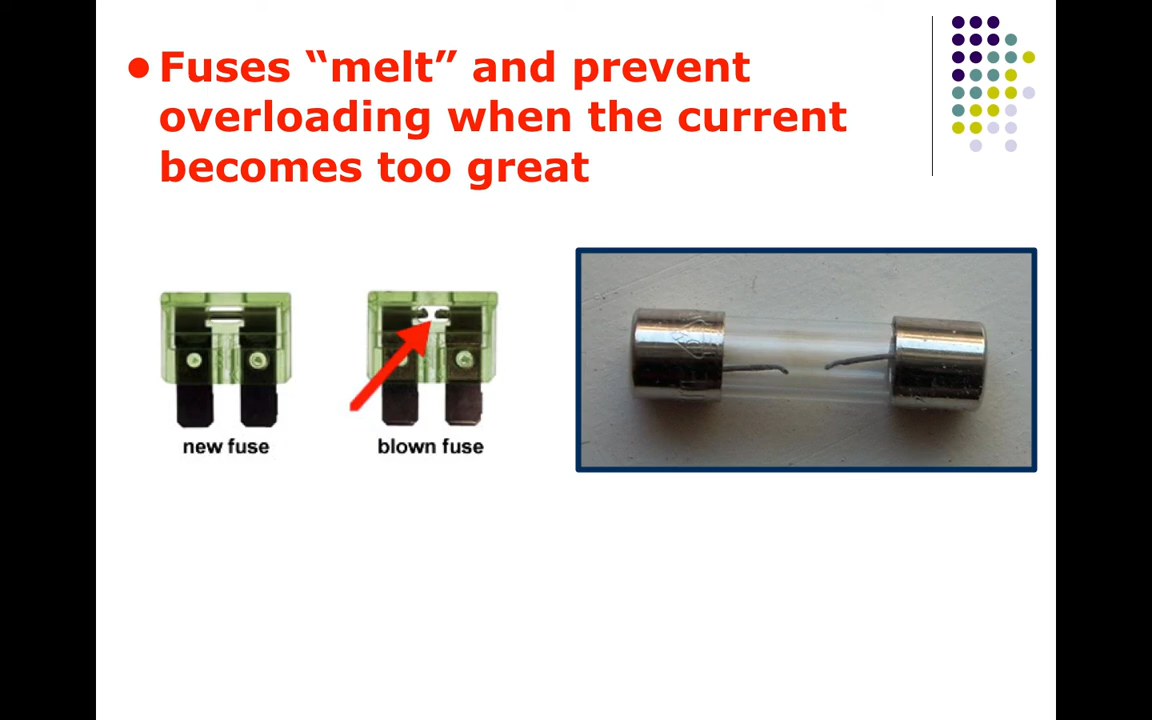 • Fuses “melt” and prevent
overloading when the current
becomes too great
new fuse
blown fuse